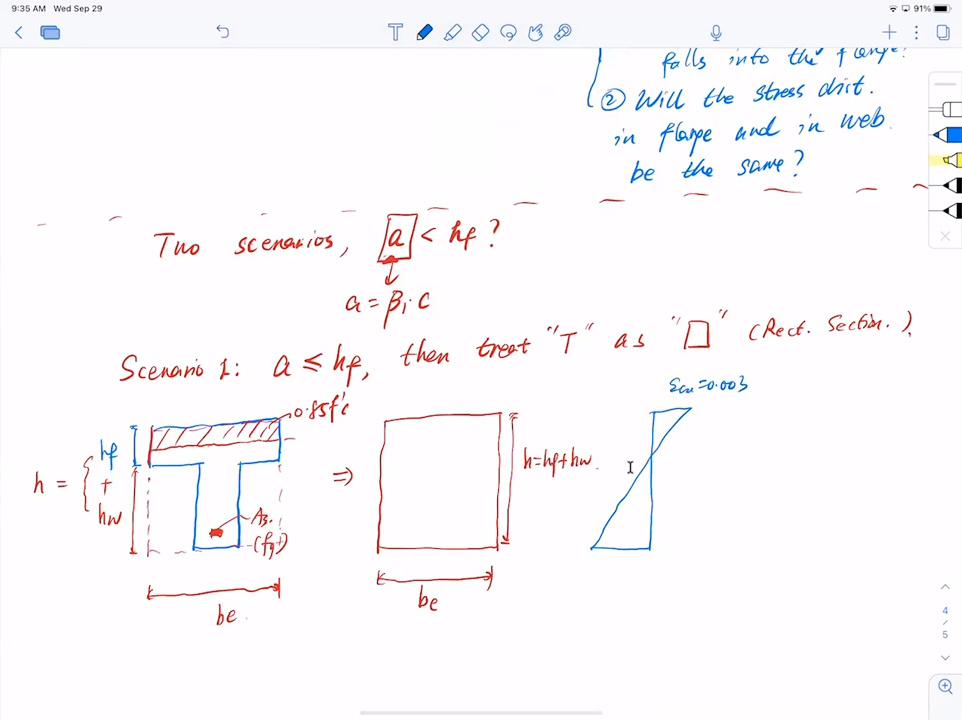 9:35 AM Wed Sep 29
91%
falls into the flange?
② Will the stress dist.
in flange and in web
be the same?
Two scenarios, a < hf ?
a = β₁·c
Scenario 1: a ≤ hf, then treat "T" as "□" (Rect. Section.)
εcu=0.003
0.85f'c
h = { hf + hw
⇒
h=hf+hw
As.
(fy)
be
be
4
/
5